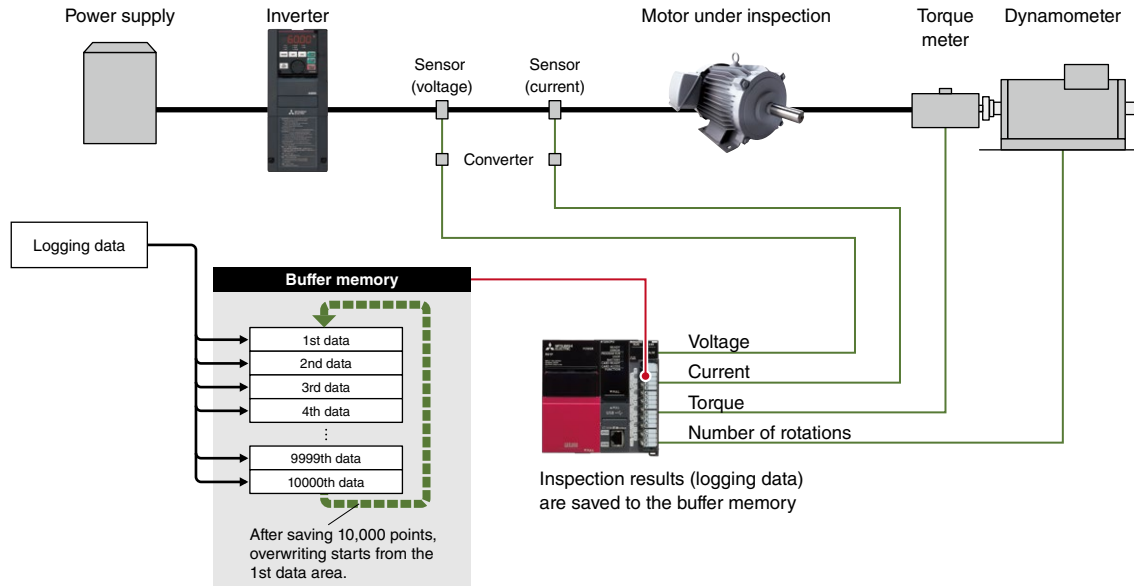 Power supply
Inverter
Motor under inspection
Torque
meter
Dynamometer
Sensor
(voltage)
Sensor
(current)
Converter
Logging data
Buffer memory
1st data
2nd data
3rd data
4th data
⋮
9999th data
10000th data
After saving 10,000 points,
overwriting starts from the
1st data area.
Voltage
Current
Torque
Number of rotations
Inspection results (logging data)
are saved to the buffer memory